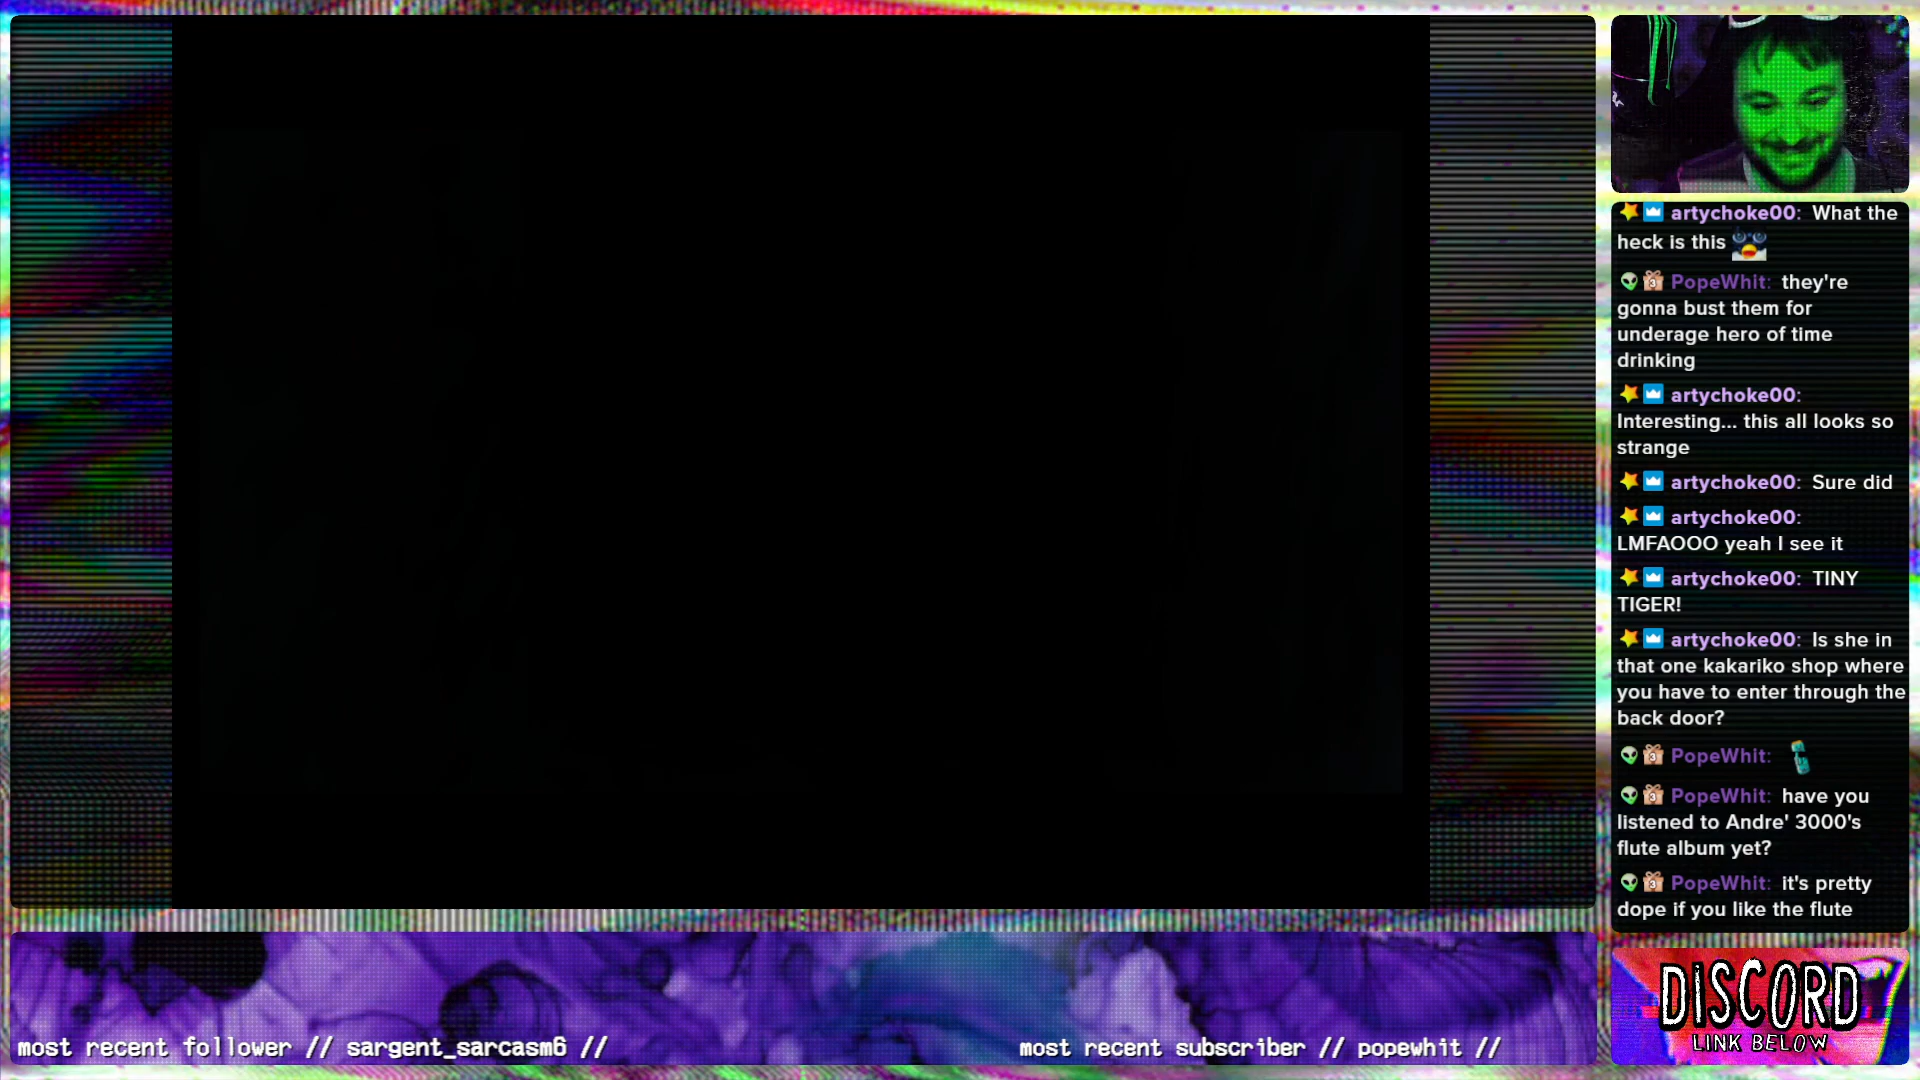 artychoke00: What the
heck is this
PopeWhit: they're
gonna bust them for
underage hero of time
drinking
artychoke00:
Interesting... this all looks so
strange
artychoke00: Sure did
artychoke00:
LMFAOOO yeah I see it
artychoke00: TINY
TIGER!
artychoke00: Is she in
that one kakariko shop where
you have to enter through the
back door?
PopeWhit:
PopeWhit: have you
listened to Andre' 3000's
flute album yet?
PopeWhit: it's pretty
dope if you like the flute
DISCORD
LINK BELOW
most recent follower // sargent_sarcasm6 //
most recent subscriber // popewhit //